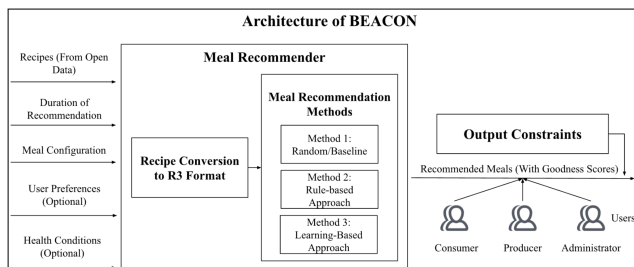 Architecture of BEACON
Recipes (From Open
Data)
Duration of
Recommendation
Meal Configuration
User Preferences
(Optional)
Health Conditions
(Optional)
Meal Recommender
Recipe Conversion
to R3 Format
Meal Recommendation
Methods
Method 1:
Random/Baseline
Method 2:
Rule-based
Approach
Method 3:
Learning-Based
Approach
Output Constraints
Recommended Meals (With Goodness Scores)
Users
Consumer
Producer
Administrator